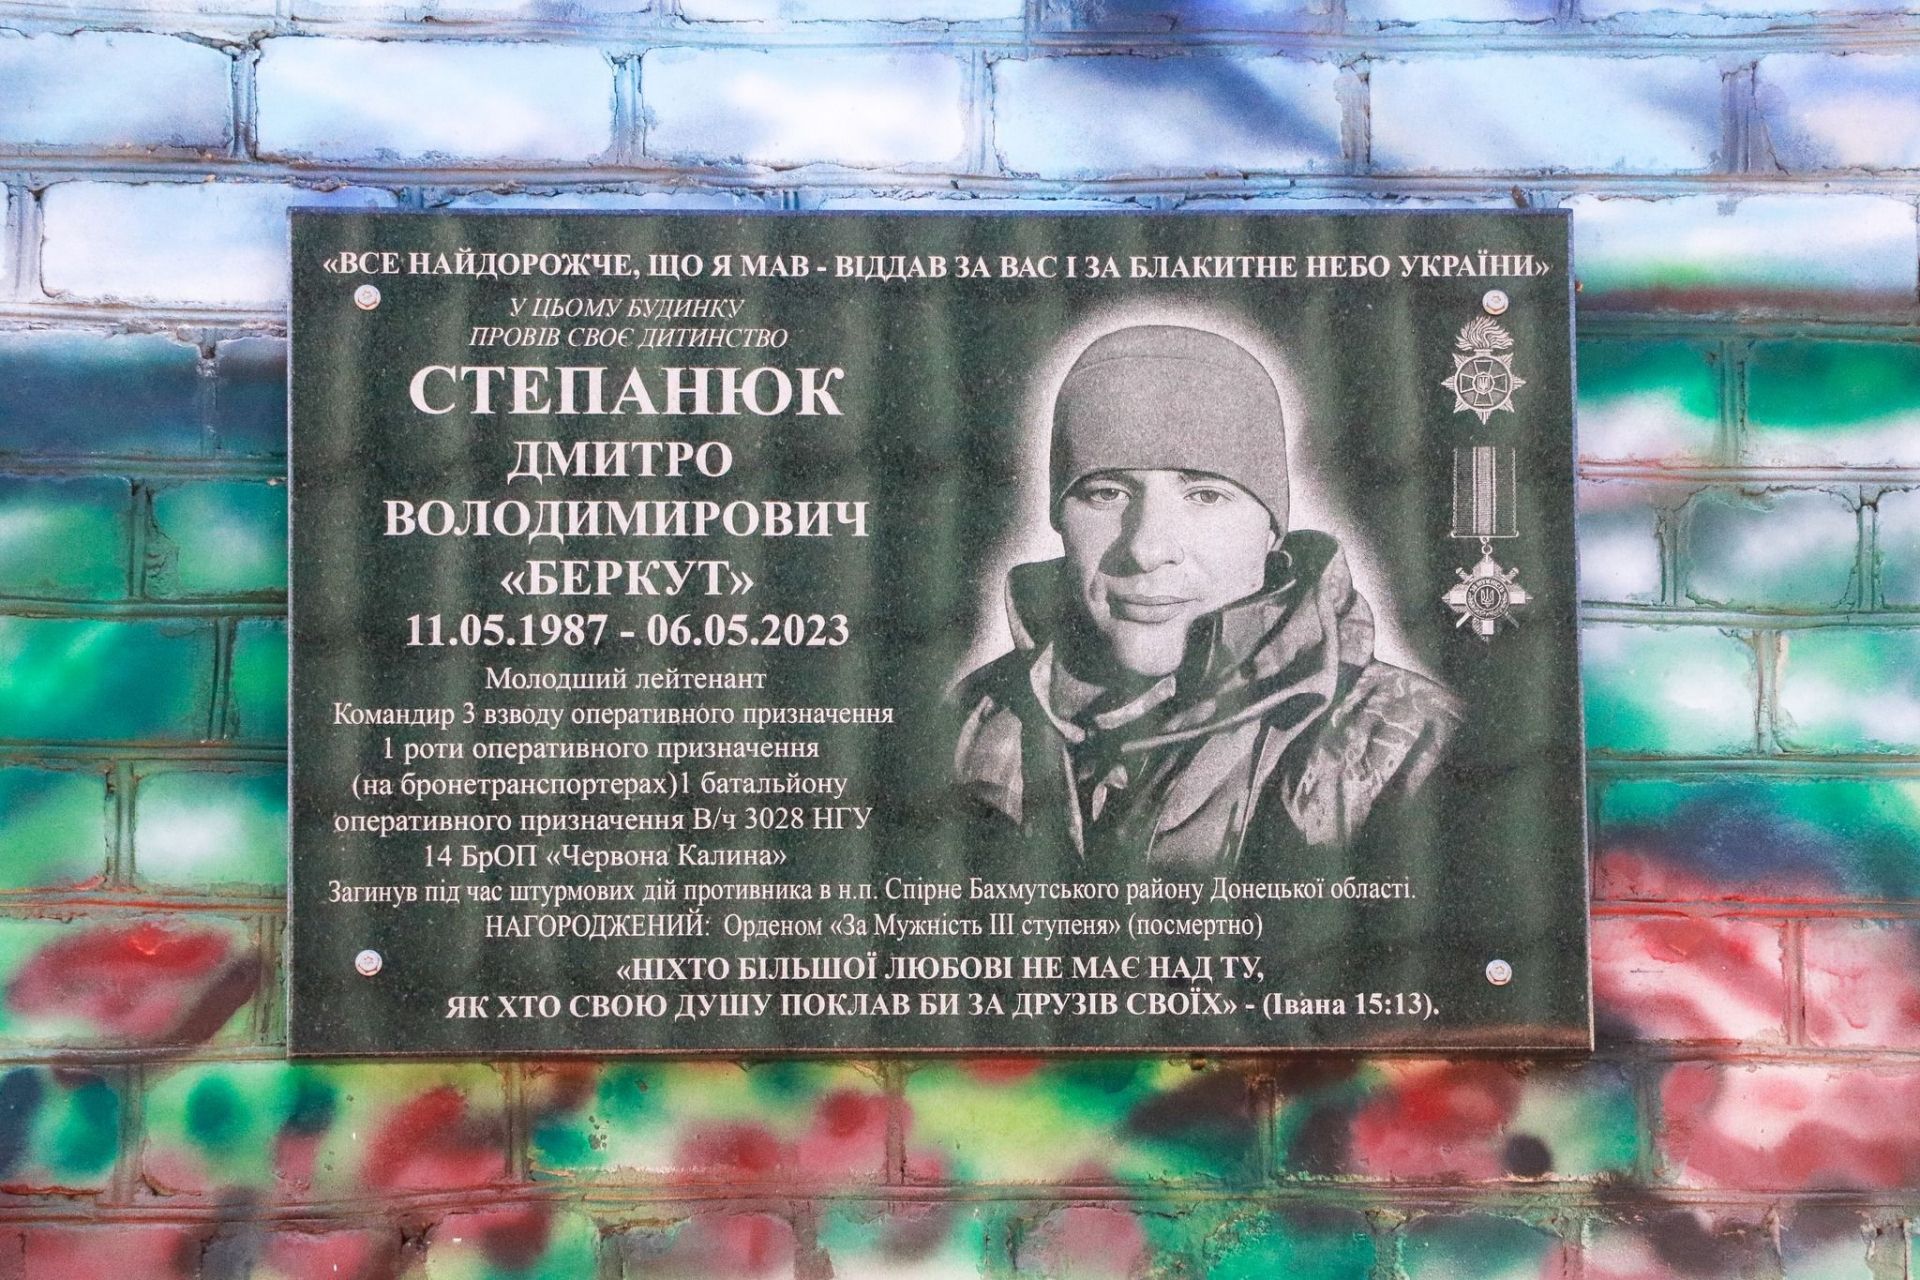 «ВСЕ НАЙДОРОЖЧЕ, ЩО Я МАВ - ВІДДАВ ЗА ВАС І ЗА БЛАКИТНЕ НЕБО УКРАЇНИ»
У ЦЬОМУ БУДИНКУ
ПРОВІВ СВОЄ ДИТИНСТВО
СТЕПАНЮК
ДМИТРО
ВОЛОДИМИРОВИЧ
«БЕРКУТ»
11.05.1987 - 06.05.2023
Молодший лейтенант
Командир 3 взводу оперативного призначення
1 роти оперативного призначення
(на бронетранспортерах)1 батальйону
оперативного призначення В/ч 3028 НГУ
14 БрОП «Червона Калина»
Загинув під час штурмових дій противника в н.п. Спірне Бахмутського району Донецької області.
НАГОРОДЖЕНИЙ: Орденом «За Мужність III ступеня» (посмертно)
«НІХТО БІЛЬШОЇ ЛЮБОВІ НЕ МАЄ НАД ТУ,
ЯК ХТО СВОЮ ДУШУ ПОКЛАВ БИ ЗА ДРУЗІВ СВОЇХ» - (Івана 15:13).